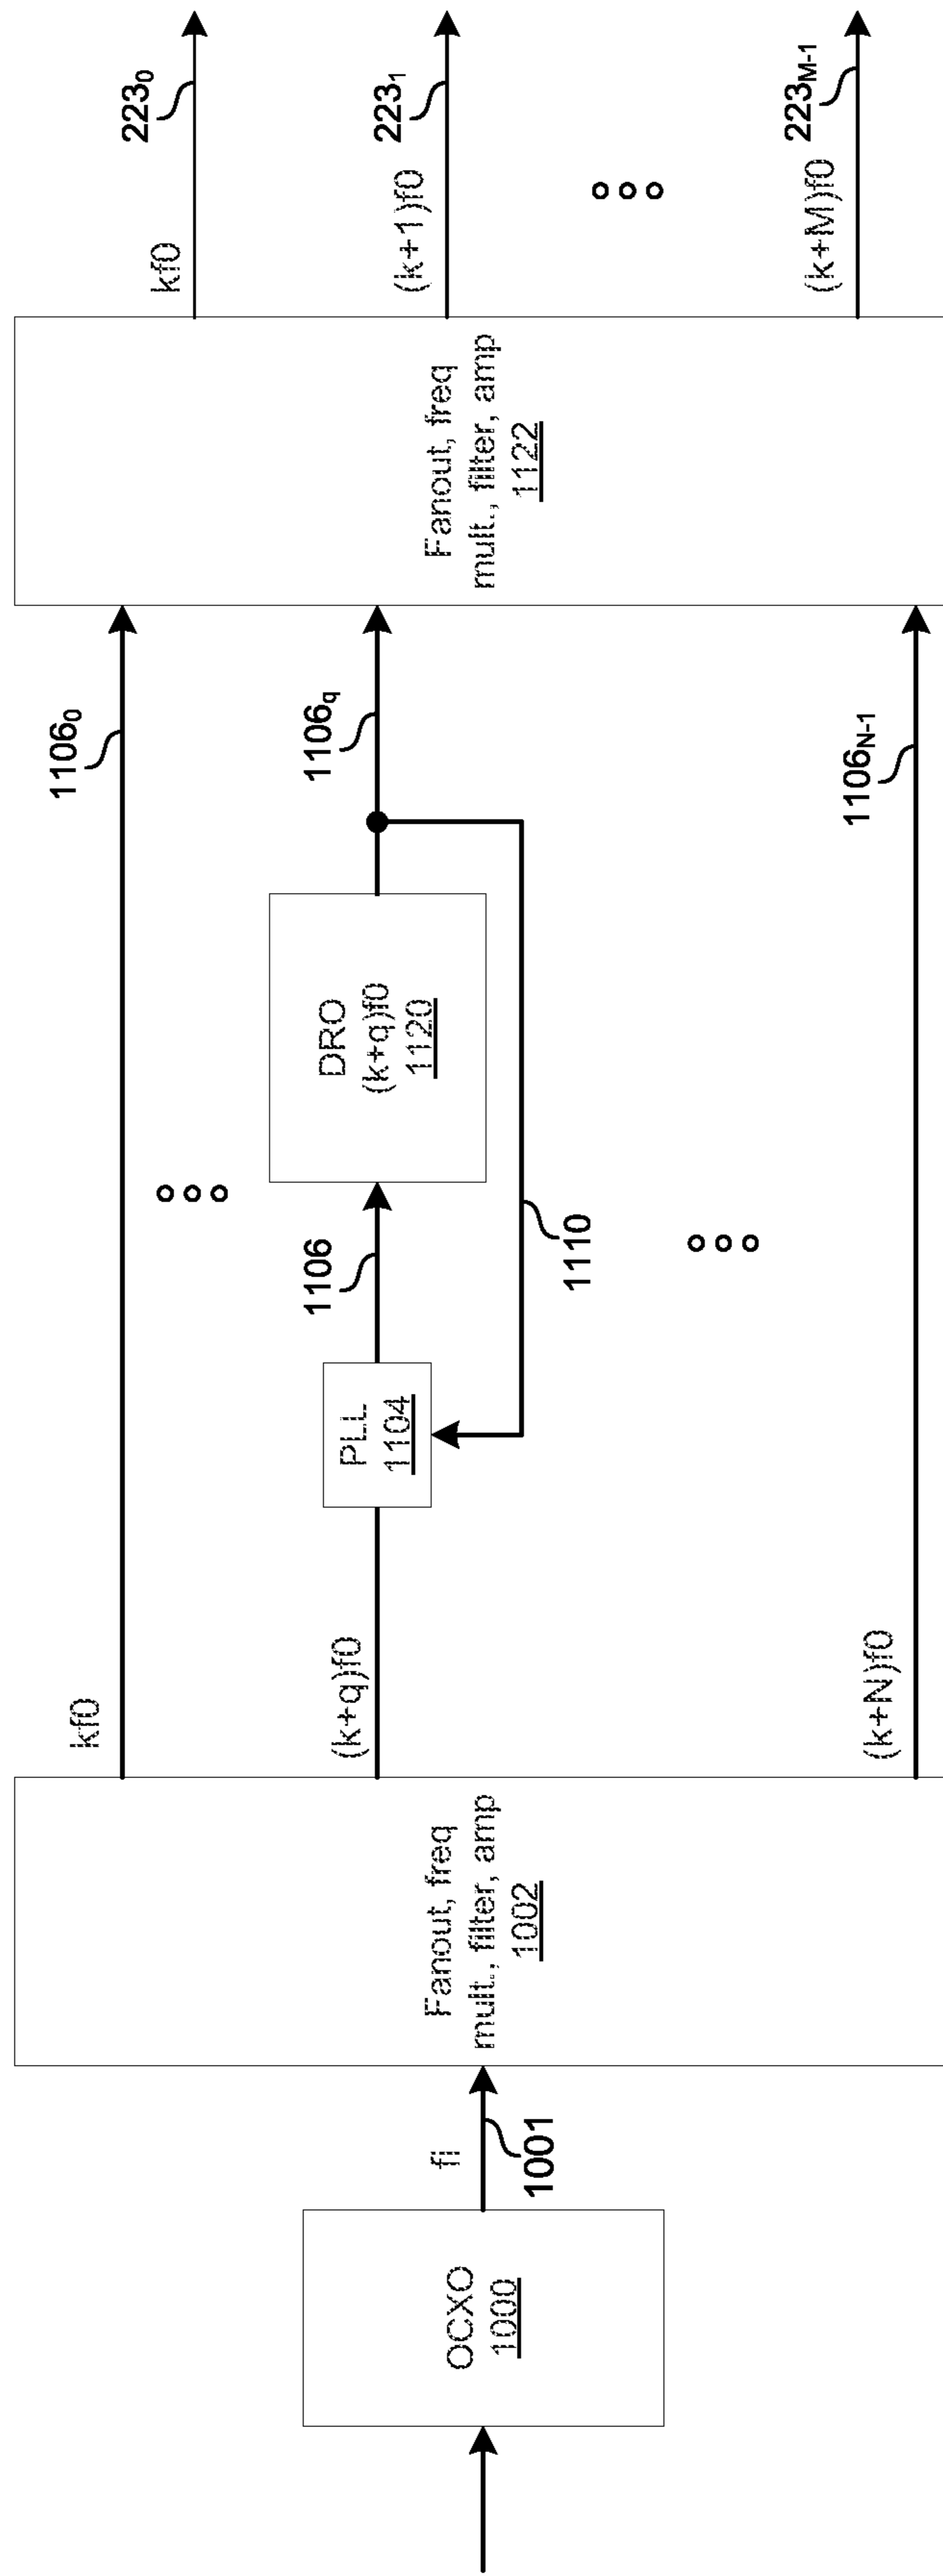 OCXO
1000
fi
1001
Fanout, freq
mult., filter, amp
1002
kf0
(k+q)f0
(k+N)f0
PLL
1104
1106
1110
DRO
(k+q)f0
1120
1106₀
1106q
1106N-1
Fanout, freq
mult., filter, amp
1122
kf0
223₀
(k+1)f0
223₁
(k+M)f0
223M-1